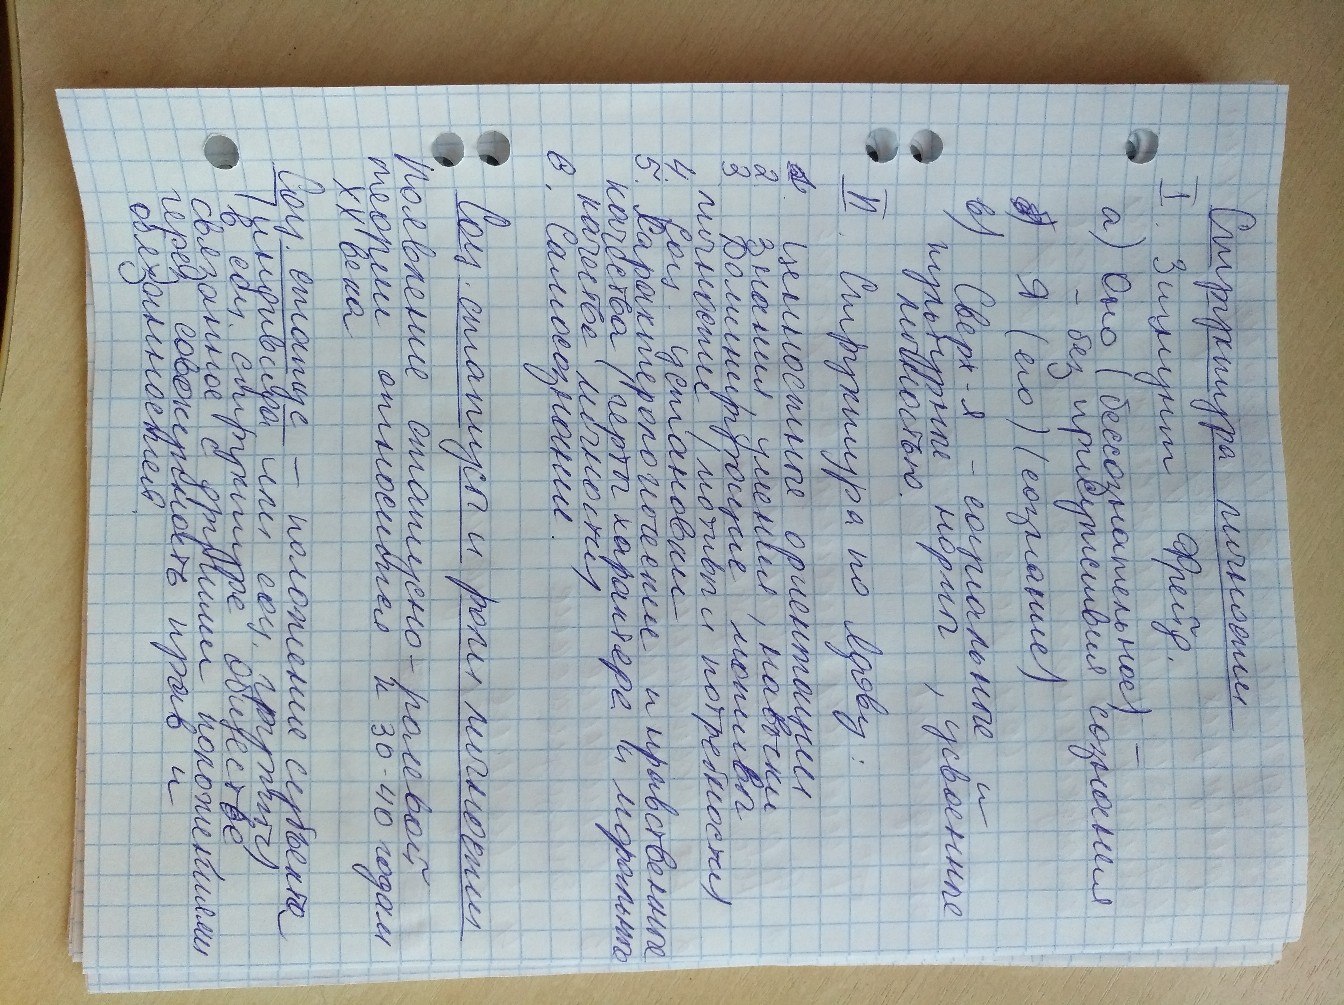 Структура личности
I. Зигмунт Фрейд.
а) Оно (бессознательное) –
– без присутствия сознания
б) Я (его) (сознание)
в) Сверх-я – социальные и
культурные нормы, усвоенные
личностью.
II. Структура по Ядову:
1. Ценностные ориентации
2. Знания, умения, навыки
3 Доминирующие мотивы
личности (мотивы и потребности)
4. Соц. установки
5. Характерологические и нравственные
качества (черты характера и моральные
качества личности)
6. Самосознание.
Соц. статусы и роли личности
Появление статусно-ролевой
теории относится к 30-40 годам
XX века
Соц. статус – положение субъекта
(индивида или соц. группы)
в соц. структуре общества,
связанное с другими положениями
через совокупность прав и
обязанностей.